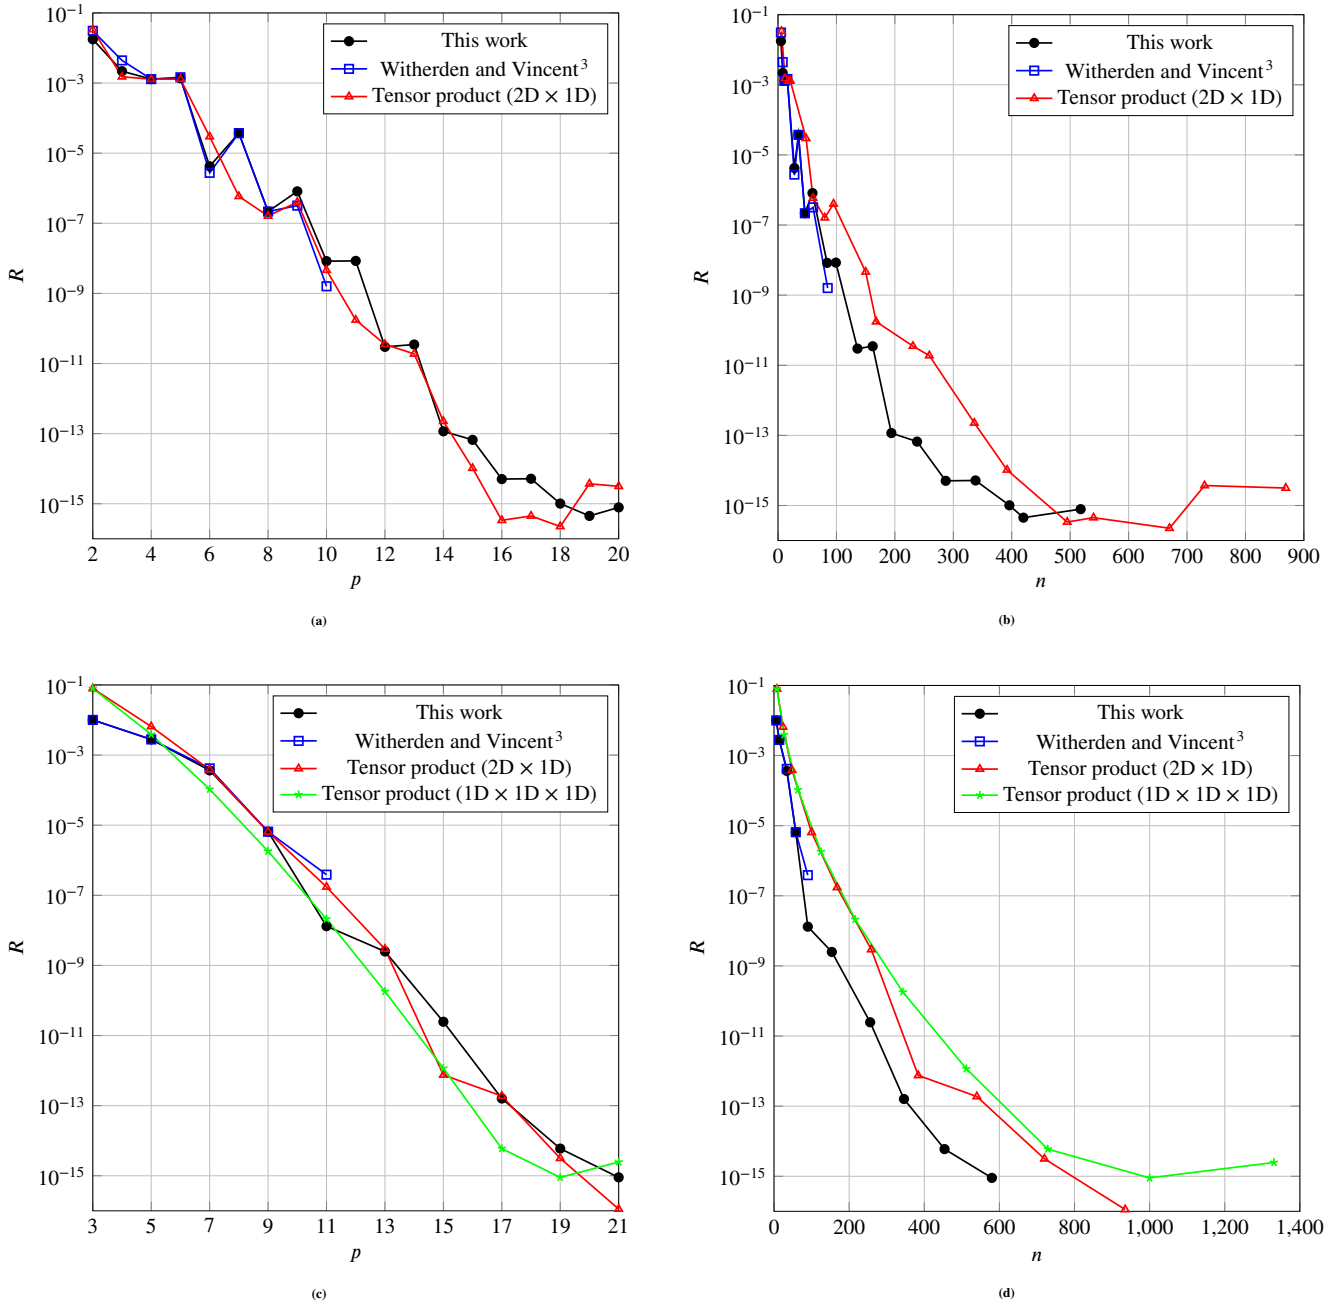 10^{-1}
10^{-3}
10^{-5}
10^{-7}
10^{-9}
10^{-11}
10^{-13}
10^{-15}
R
2 4 6 8 10 12 14 16 18 20
p
This work
Witherden and Vincent^3
Tensor product (2D × 1D)
(a)
10^{-1}
10^{-3}
10^{-5}
10^{-7}
10^{-9}
10^{-11}
10^{-13}
10^{-15}
R
0 100 200 300 400 500 600 700 800 900
n
This work
Witherden and Vincent^3
Tensor product (2D × 1D)
(b)
10^{-1}
10^{-3}
10^{-5}
10^{-7}
10^{-9}
10^{-11}
10^{-13}
10^{-15}
R
3 5 7 9 11 13 15 17 19 21
p
This work
Witherden and Vincent^3
Tensor product (2D × 1D)
Tensor product (1D × 1D × 1D)
(c)
10^{-1}
10^{-3}
10^{-5}
10^{-7}
10^{-9}
10^{-11}
10^{-13}
10^{-15}
R
0 200 400 600 800 1,000 1,200 1,400
n
This work
Witherden and Vincent^3
Tensor product (2D × 1D)
Tensor product (1D × 1D × 1D)
(d)